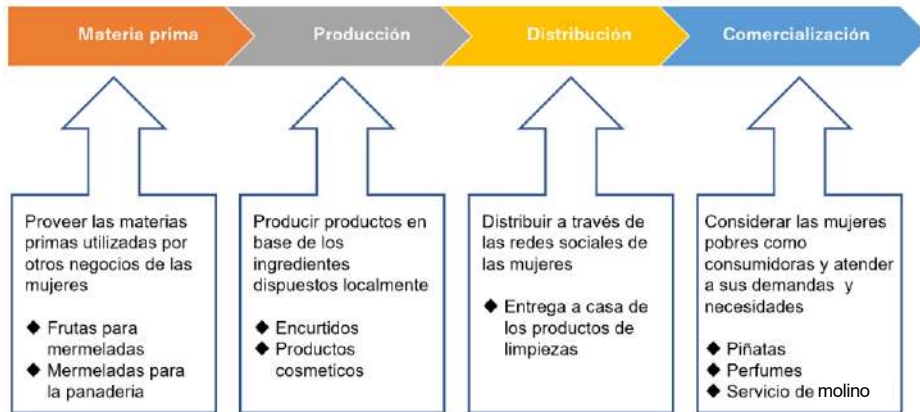 Materia prima
Producción
Distribución
Comercialización
Proveer las materias
primas utilizadas por
otros negocios de las
mujeres
◆ Frutas para
mermeladas
◆ Mermeladas para
la panaderia
Producir productos en
base de los
ingredientes
dispuestos localmente
◆ Encurtidos
◆ Productos
cosmeticos
Distribuir a través de
las redes sociales de
las mujeres
◆ Entrega a casa de
los productos de
limpiezas
Considerar las mujeres
pobres como
consumidoras y atender
a sus demandas y
necesidades
◆ Piñatas
◆ Perfumes
◆ Servicio de molino